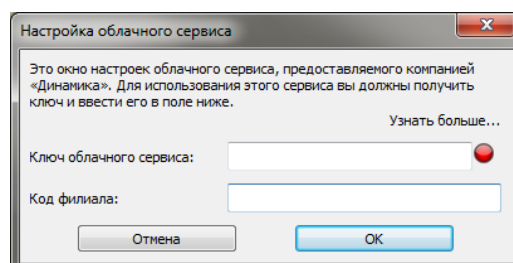 Настройка облачного сервиса
Это окно настроек облачного сервиса, предоставляемого компанией
«Динамика». Для использования этого сервиса вы должны получить
ключ и ввести его в поле ниже.
Узнать больше...
Ключ облачного сервиса:
Код филиала:
Отмена
OK